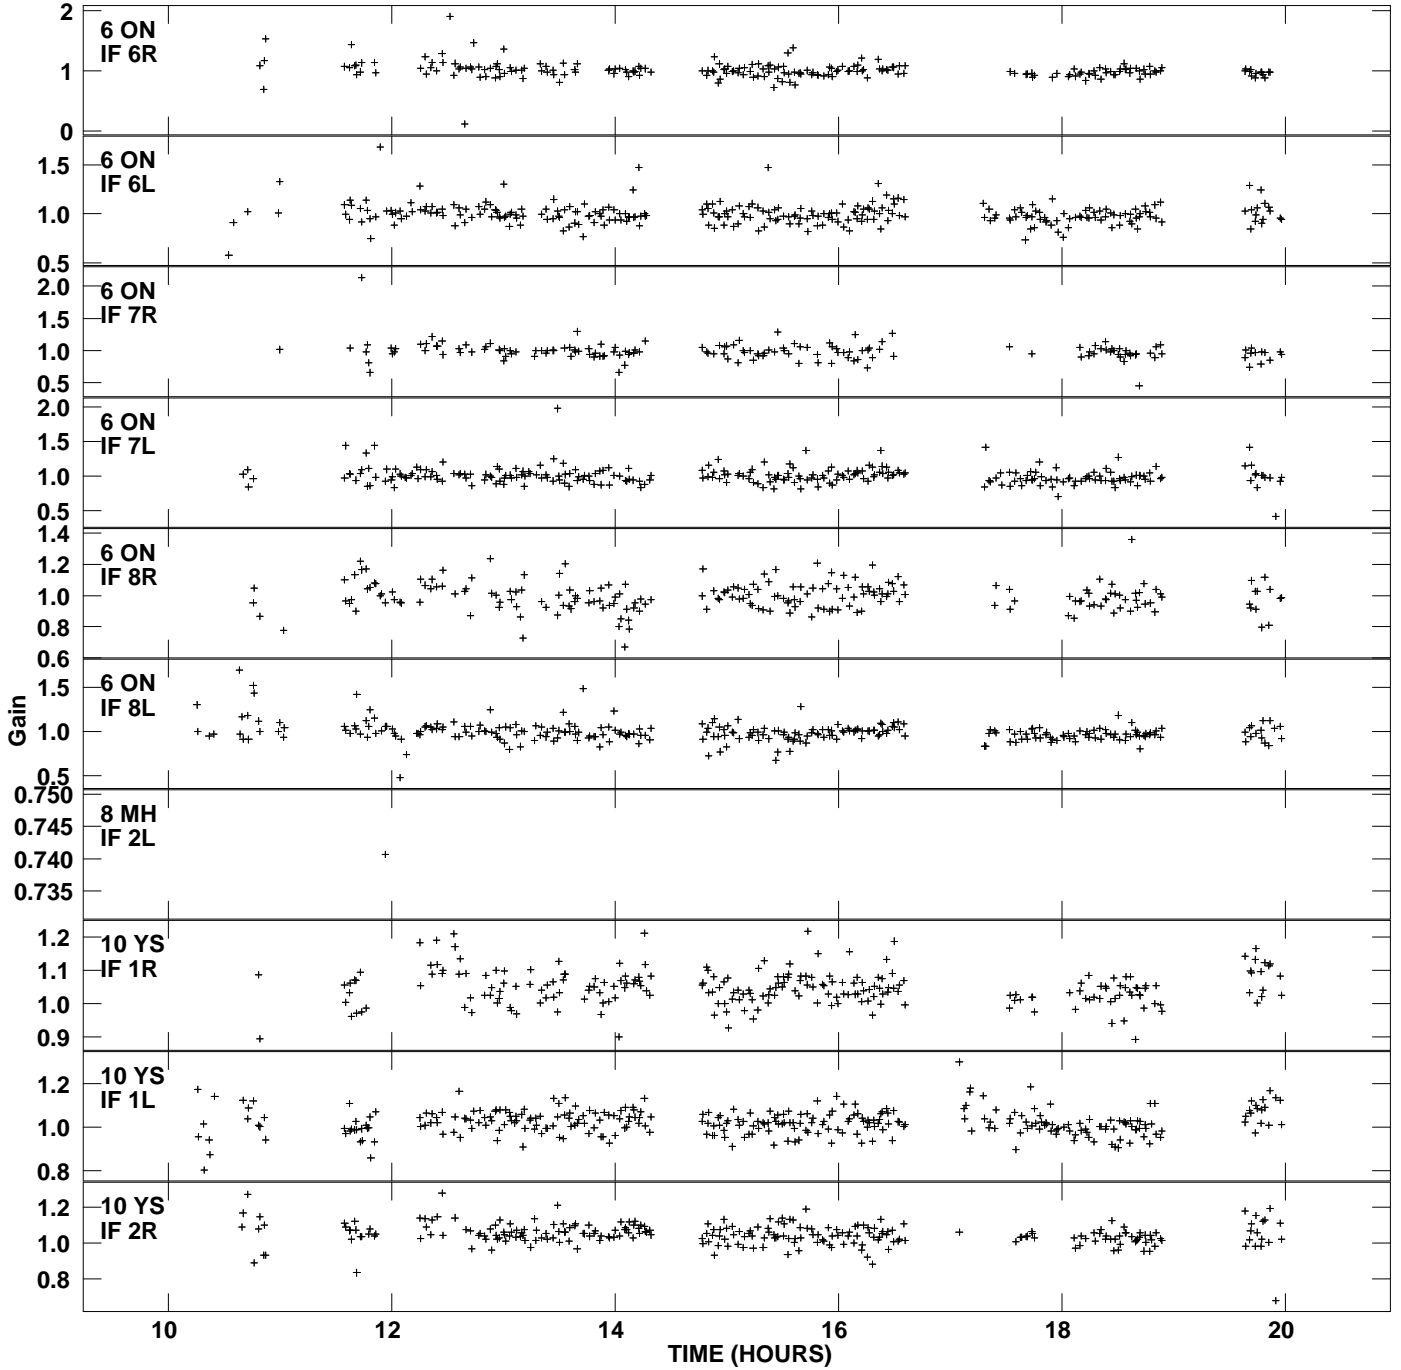 2
6 ON
IF 6R
1
0
6 ON
1.5
IF 6L
1.0
0.5
6 ON
2.0
IF 7R
1.5
1.0
0.5
2.0
6 ON
IF 7L
1.5
1.0
0.5
1.4
6 ON
IF 8R
1.2
1.0
0.8
0.6
6 ON
1.5
IF 8L
1.0
0.5
Gain
0.750
8 MH
0.745
IF 2L
0.740
0.735
1.2
10 YS
IF 1R
1.1
1.0
0.9
10 YS
1.2
IF 1L
1.0
0.8
10 YS
1.2
IF 2R
1.0
0.8
10 12 14 16 18 20
TIME (HOURS)